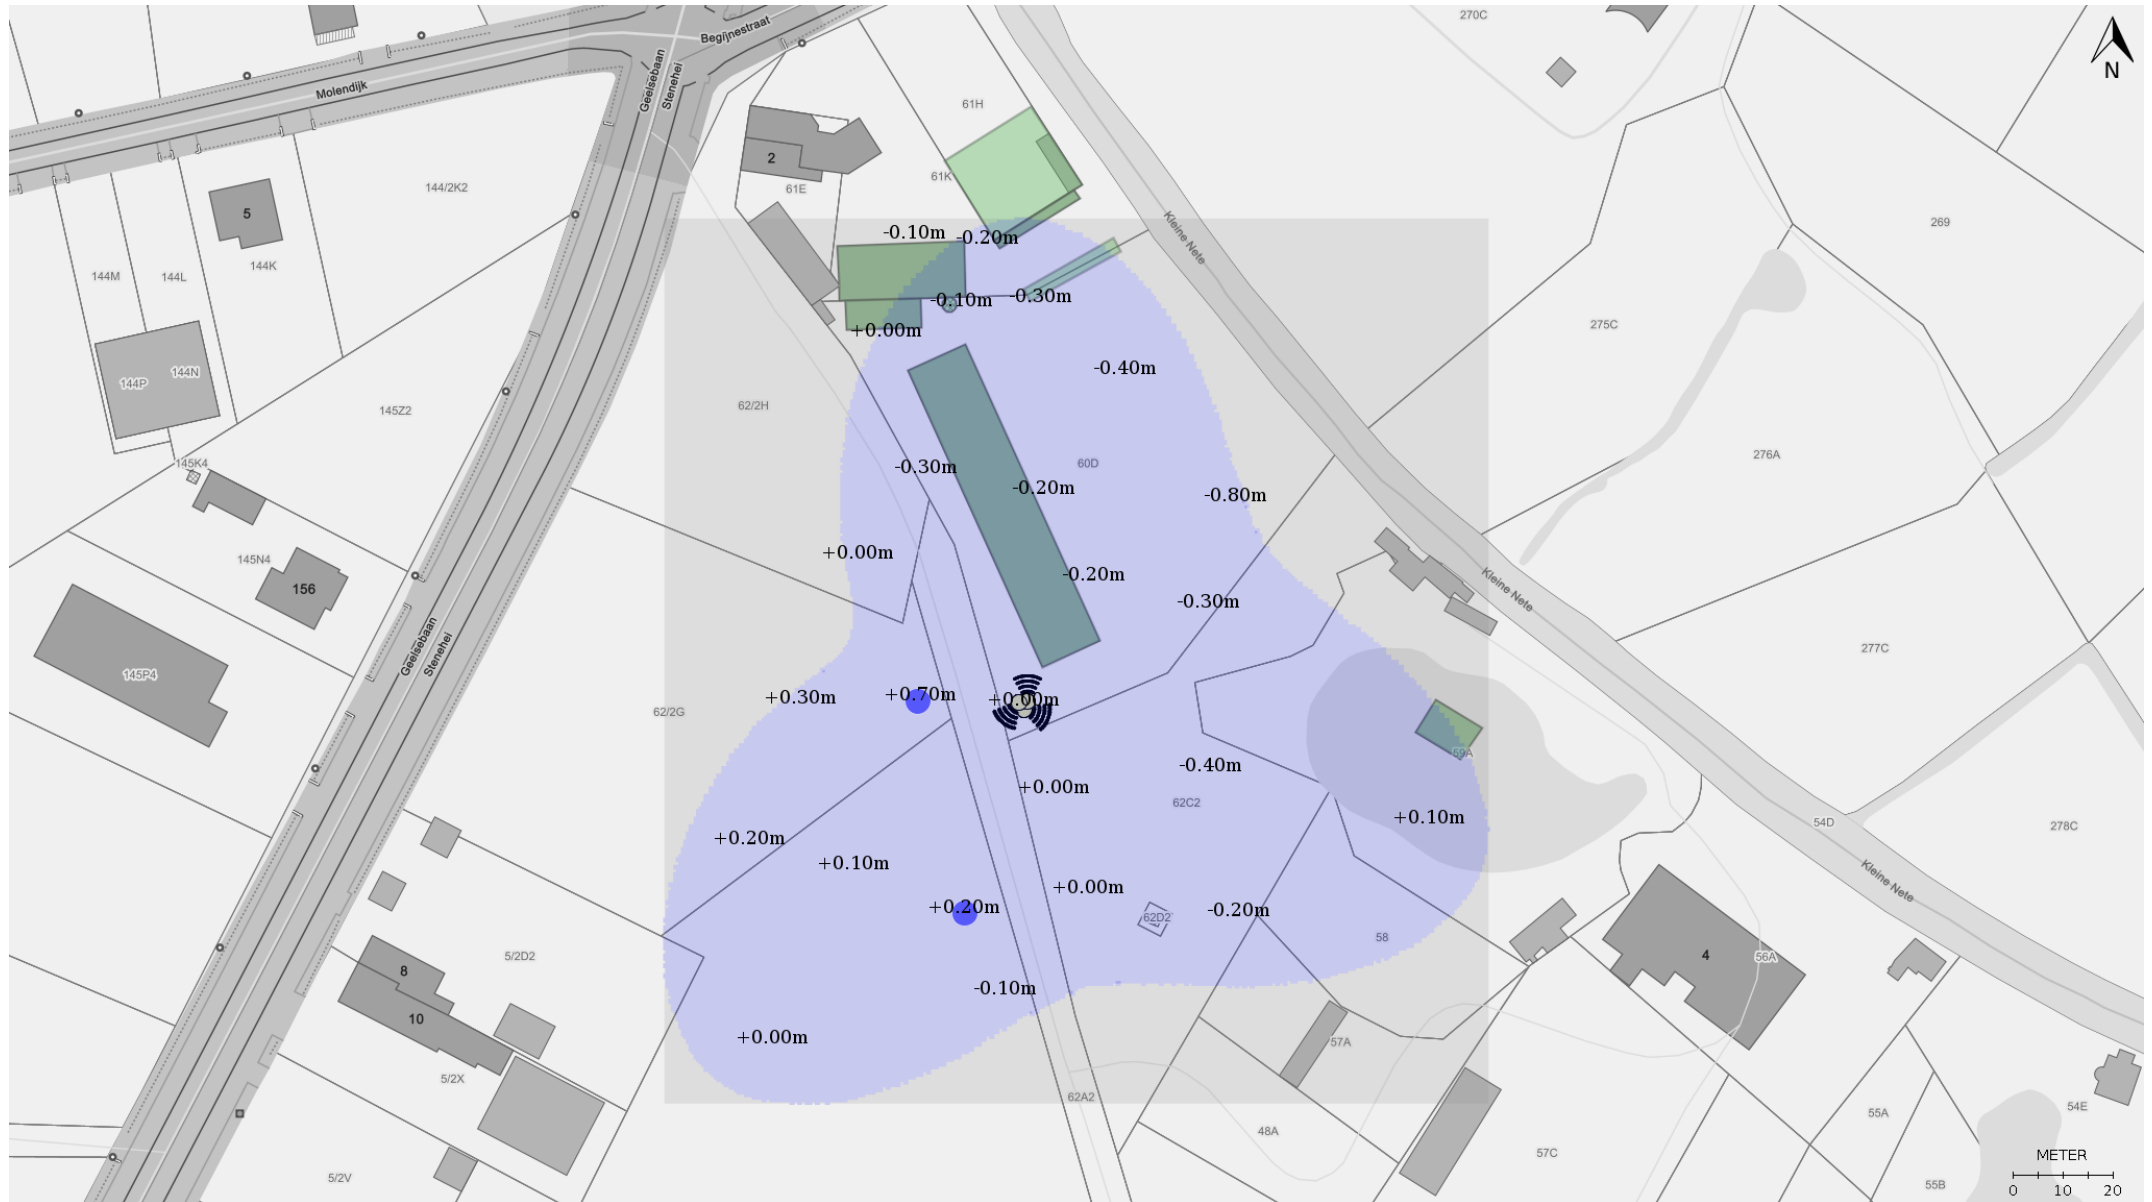 270C
Begijnestraat
N
Molendijk
Geelsebaan
Stenehei
61H
2
61K
61E
144/2K2
5
144M
144L
144K
Kleine Nete
269
-0.10m
-0.20m
-0.10m
-0.30m
+0.00m
275C
144P
144N
-0.40m
62/2H
145Z2
145K4
-0.30m
60D
-0.20m
-0.80m
276A
+0.00m
145N4
156
-0.20m
-0.30m
Kleine Nete
Geelsebaan
Stenehei
277C
145P4
+0.30m
+0.70m
+0.00m
62/2G
59A
-0.40m
+0.00m
62C2
+0.10m
54D
278C
+0.20m
+0.10m
Kleine Nete
+0.00m
+0.20m
62D2
-0.20m
58
5/2D2
4
56A
8
10
-0.10m
+0.00m
57A
5/2X
62A2
48A
54E
55A
57C
METER
5/2V
55B
0 10 20